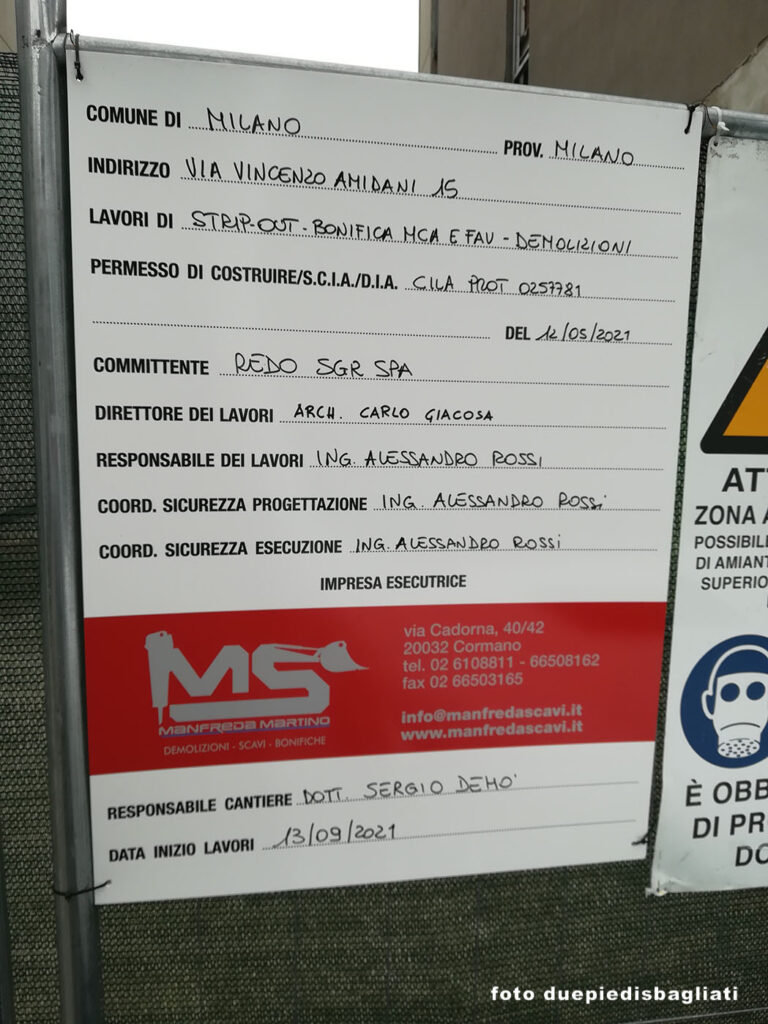 COMUNE DI MILANO PROV. MILANO
INDIRIZZO VIA VINCENZO AMIDANI 15
LAVORI DI STRIP-OUT - BONIFICA MCA E FAV - DEMOLIZIONI
PERMESSO DI COSTRUIRE/S.C.I.A./D.I.A. CILA PROT 0257781
DEL 12/05/2021
COMMITTENTE REDO SGR SPA
DIRETTORE DEI LAVORI ARCH. CARLO GIACOSA
RESPONSABILE DEI LAVORI ING. ALESSANDRO ROSSI
COORD. SICUREZZA PROGETTAZIONE ING. ALESSANDRO ROSSi
COORD. SICUREZZA ESECUZIONE ING. ALESSANDRO ROSSI
IMPRESA ESECUTRICE
MS
MANFREDA MARTINO
DEMOLIZIONI - SCAVI - BONIFICHE
via Cadorna, 40/42
20032 Cormano
tel. 02 6108811 - 66508162
fax 02 66503165
info@manfredascavi.it
www.manfredascavi.it
RESPONSABILE CANTIERE DOTT. SERGIO DEMO'
DATA INIZIO LAVORI 13/09/2021
ATT
ZONA A
POSSIBILE
DI AMIANT
SUPERIO
È OBB
DI PR
DO
foto duepiedisbagliati